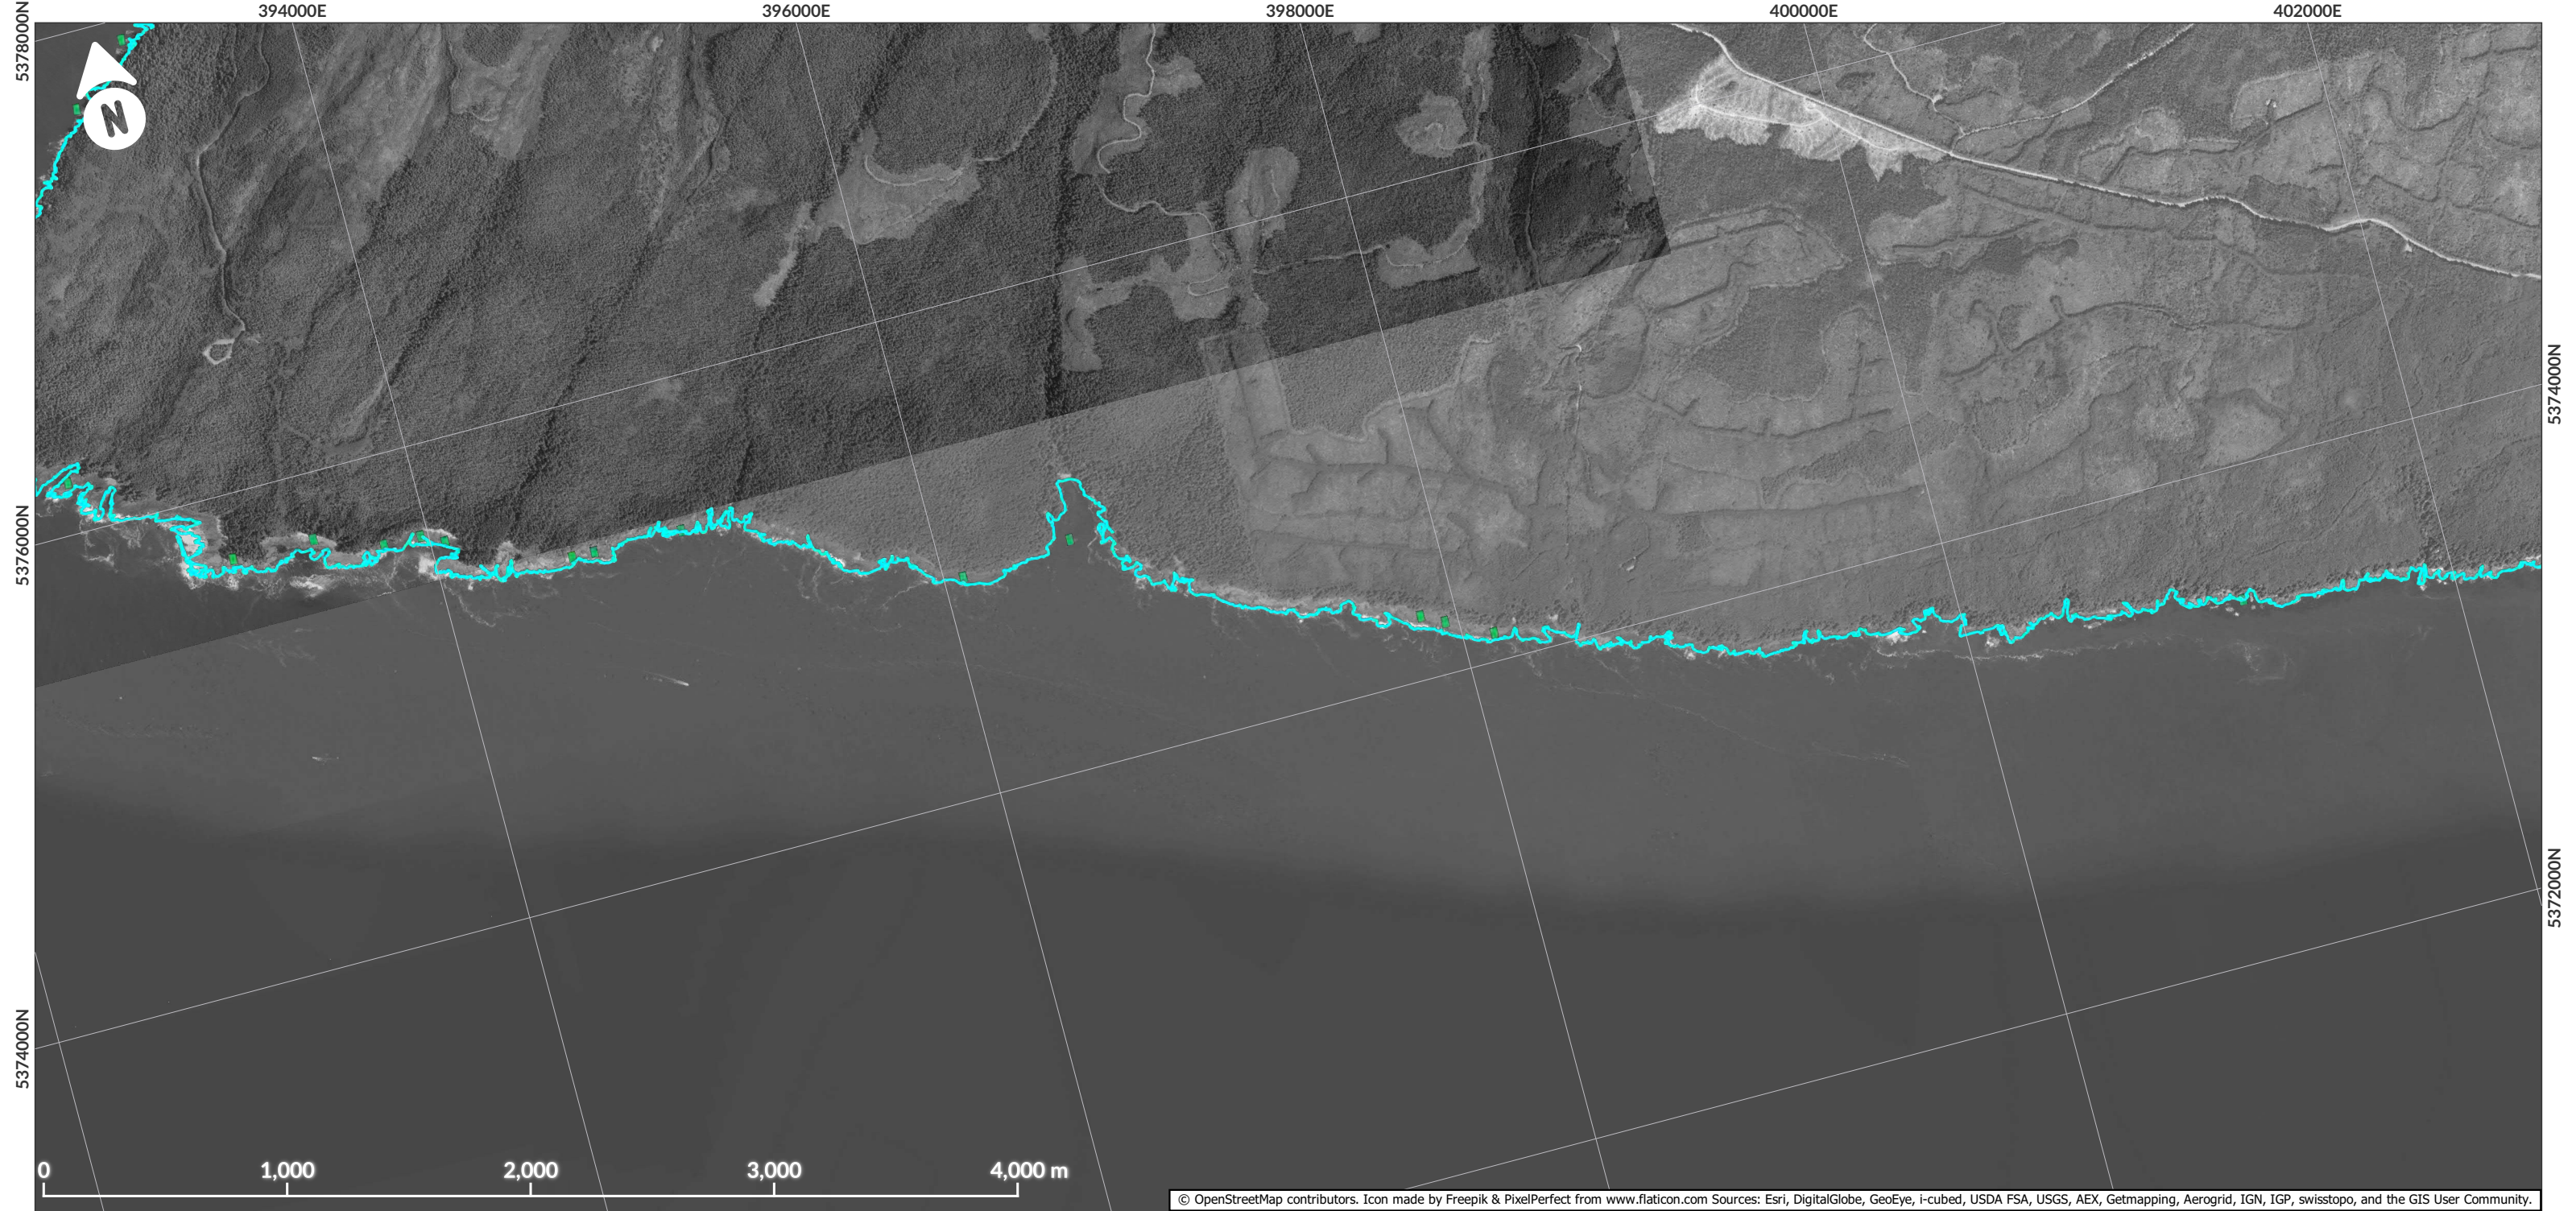 394000E
396000E
398000E
400000E
402000E
5378000N
N
5374000N
5376000N
5372000N
5374000N
0 1,000 2,000 3,000 4,000 m
© OpenStreetMap contributors. Icon made by Freepik & PixelPerfect from www.flaticon.com Sources: Esri, DigitalGlobe, GeoEye, i-cubed, USDA FSA, USGS, AEX, Getmapping, Aerogrid, IGN, IGP, swisstopo, and the GIS User Community.